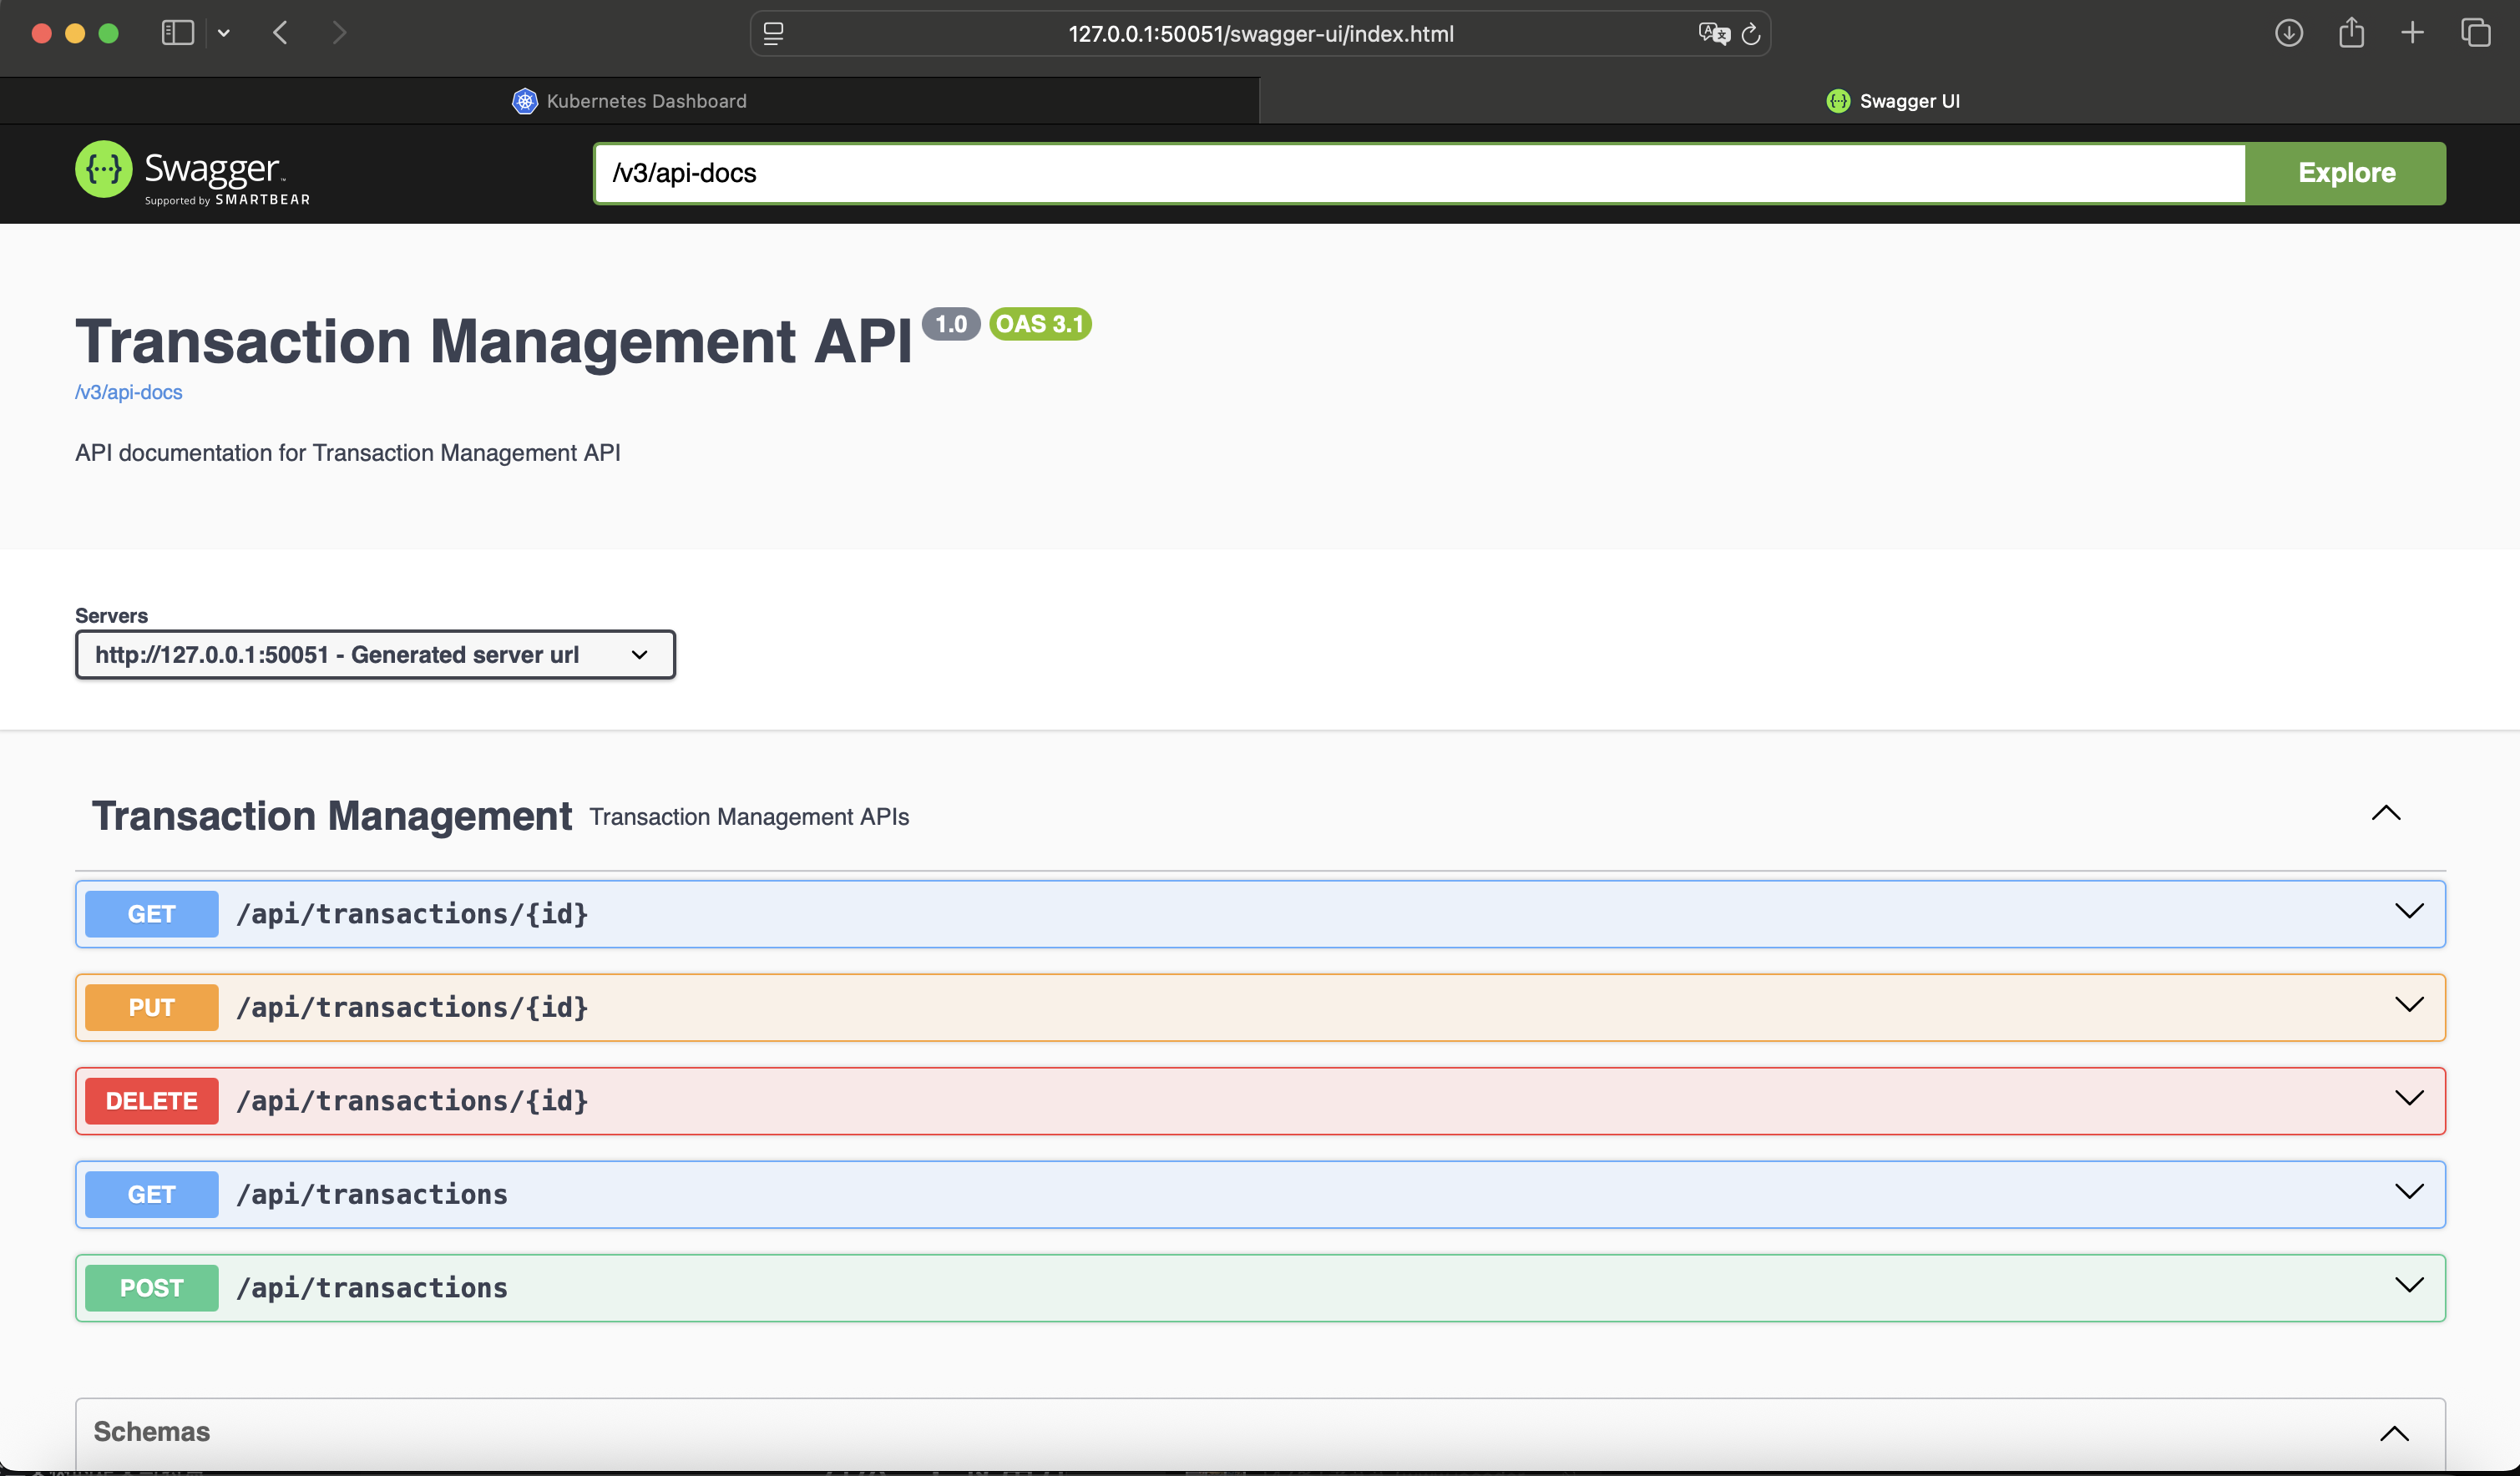 127.0.0.1:50051/swagger-ui/index.html
Kubernetes Dashboard
Swagger UI
Swagger™
Supported by SMARTBEAR
/v3/api-docs
Explore
Transaction Management API 1.0 OAS 3.1
/v3/api-docs
API documentation for Transaction Management API
Servers
http://127.0.0.1:50051 - Generated server url
Transaction Management Transaction Management APIs
GET /api/transactions/{id}
PUT /api/transactions/{id}
DELETE /api/transactions/{id}
GET /api/transactions
POST /api/transactions
Schemas